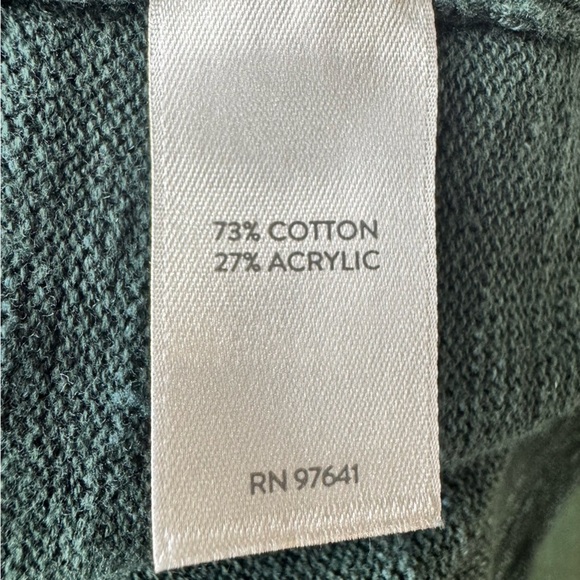 73% COTTON
27% ACRYLIC
RN 97641